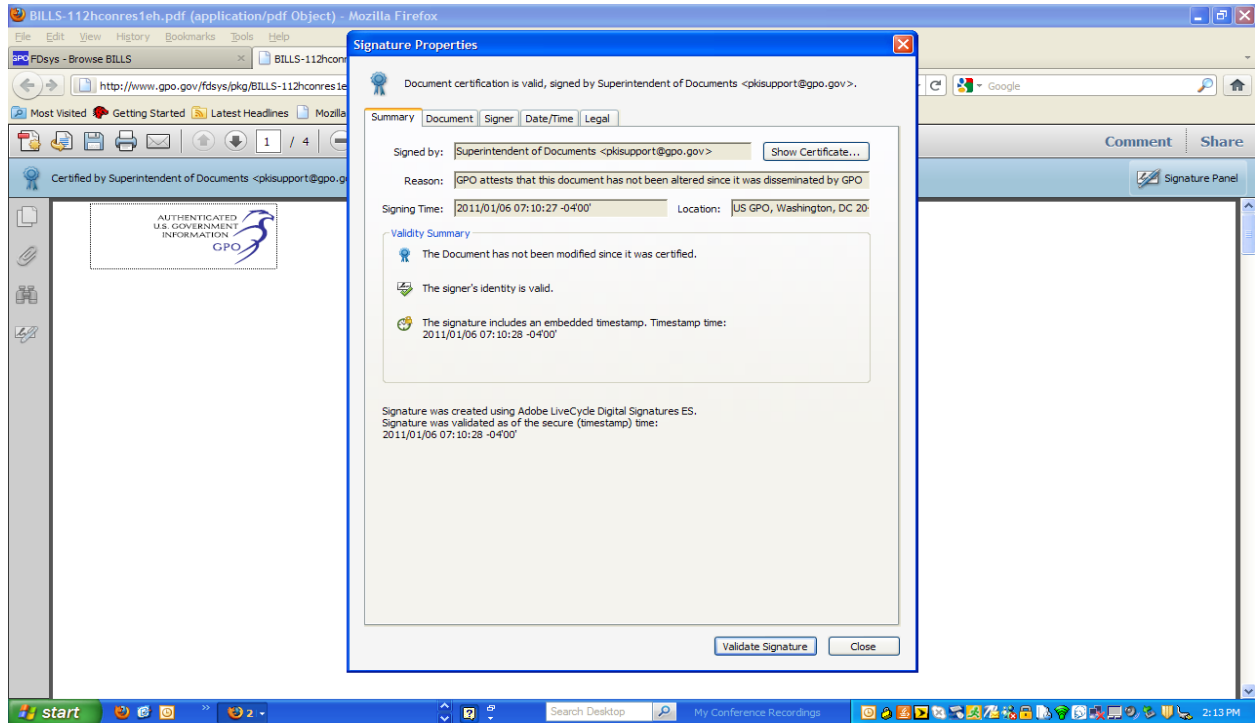 BILLS-112hconres1eh.pdf (application/pdf Object) - Mozilla Firefox
File Edit View History Bookmarks Tools Help
GPO FDsys - Browse BILLS
BILLS-112hconr
http://www.gpo.gov/fdsys/pkg/BILLS-112hconres1e
Google
Most Visited Getting Started Latest Headlines Mozilla
1 / 4
Comment Share
Certified by Superintendent of Documents <pkisupport@gpo.g
Signature Panel
AUTHENTICATED
U.S. GOVERNMENT
INFORMATION
GPO
Signature Properties
Document certification is valid, signed by Superintendent of Documents <pkisupport@gpo.gov>.
Summary Document Signer Date/Time Legal
Signed by: Superintendent of Documents <pkisupport@gpo.gov> Show Certificate...
Reason: GPO attests that this document has not been altered since it was disseminated by GPO
Signing Time: 2011/01/06 07:10:27 -04'00' Location: US GPO, Washington, DC 20
Validity Summary
The Document has not been modified since it was certified.
The signer's identity is valid.
The signature includes an embedded timestamp. Timestamp time:
2011/01/06 07:10:28 -04'00'
Signature was created using Adobe LiveCycle Digital Signatures ES.
Signature was validated as of the secure (timestamp) time:
2011/01/06 07:10:28 -04'00'
Validate Signature Close
start
2
Search Desktop
My Conference Recordings
2:13 PM